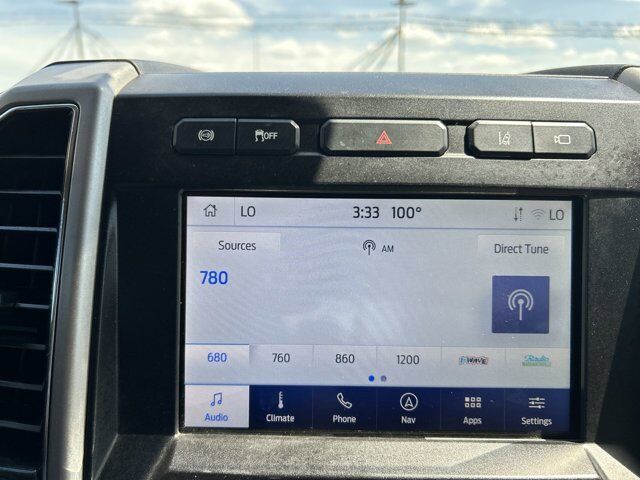 OFF
LO 3:33 100° LO
Sources AM Direct Tune
780
680 760 860 1200 WAVE
Audio Climate Phone Nav Apps Settings